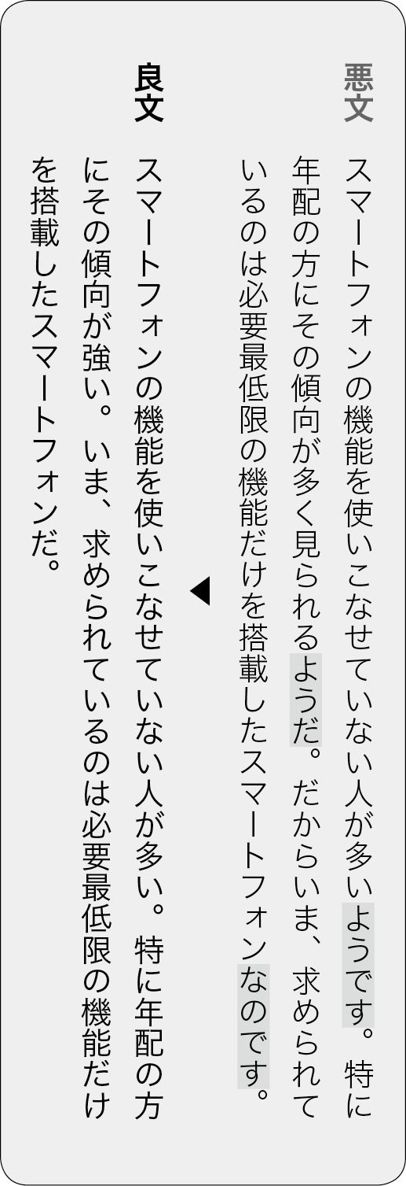 悪文
スマートフォンの機能を使いこなせていない人が多いようです。特に
年配の方にその傾向が多く見られるようだ。だからいま、求められて
いるのは必要最低限の機能だけを搭載したスマートフォンなのです。
良文
スマートフォンの機能を使いこなせていない人が多い。特に年配の方
にその傾向が強い。いま、求められているのは必要最低限の機能だけ
を搭載したスマートフォンだ。